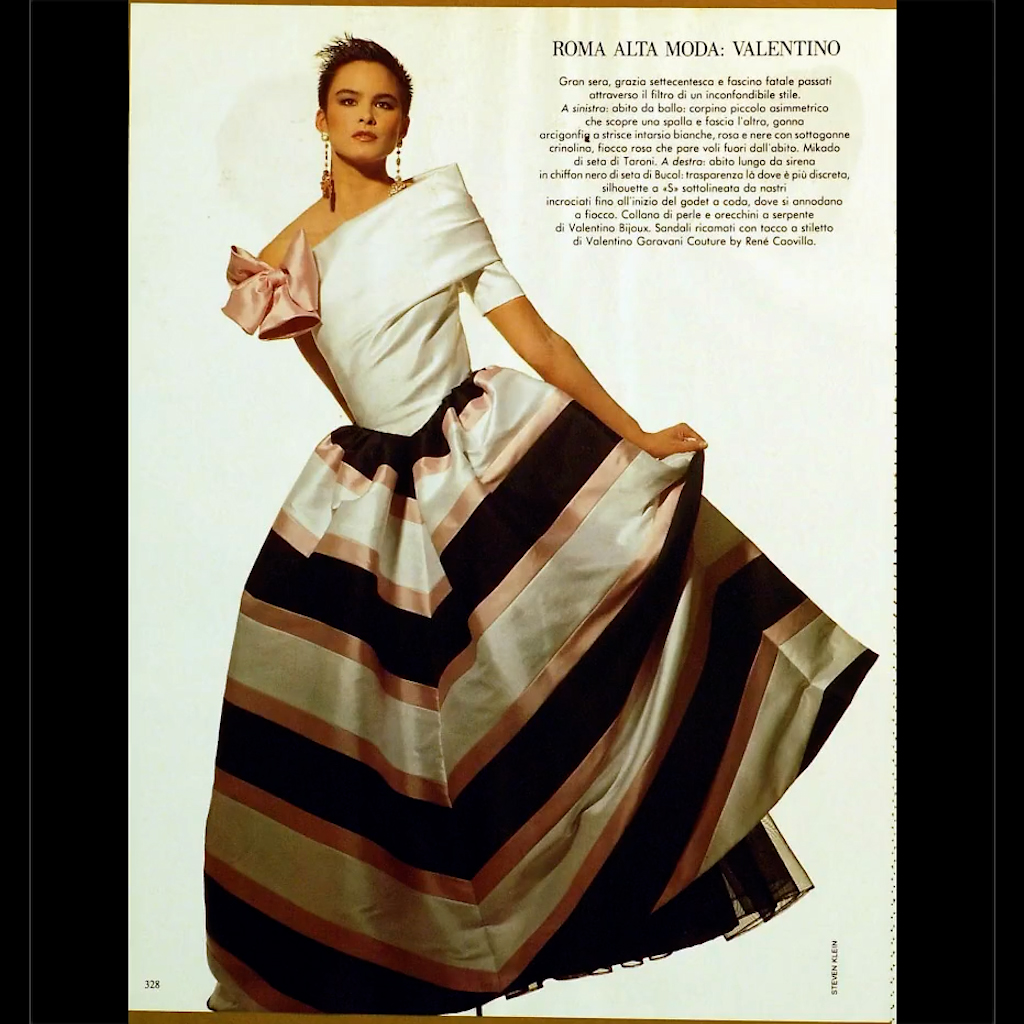 ROMA ALTA MODA: VALENTINO
Gran sera, grazia settecentesca e fascino fatale passati
attraverso il filtro di un inconfondibile stile.
A sinistra: abito da ballo: corpino piccolo asimmetrico
che scopre una spalla e fascia l'altra, gonna
arcigonfia a strisce intarsio bianche, rosa e nere con sottogonne
crinolina, fiocco rosa che pare voli fuori dall'abito. Mikado
di seta di Taroni. A destra: abito lungo da sirena
in chiffon nero di seta di Bucol: trasparenza là dove è più discreta,
silhouette a «S» sottolineata da nastri
incrociati fino all'inizio del godet a coda, dove si annodano
a fiocco. Collana di perle e orecchini a serpente
di Valentino Bijoux. Sandali ricamati con tacco a stiletto
di Valentino Garavani Couture by René Caovilla.
STEVEN KLEIN
328